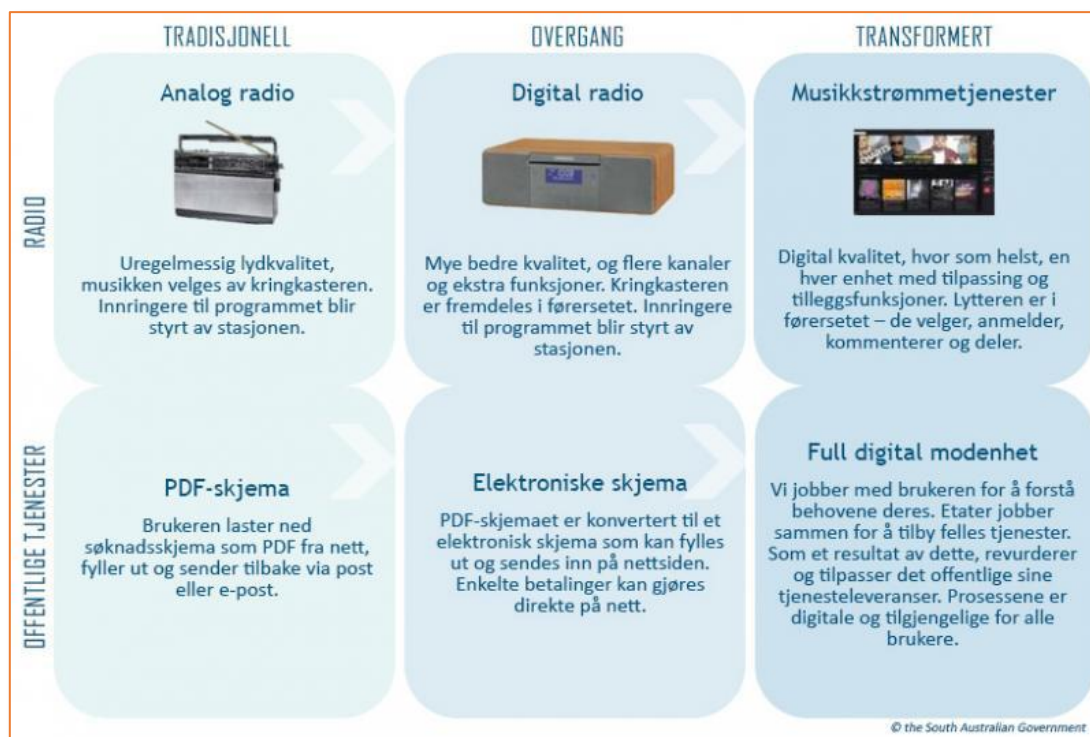 TRADISJONELL
OVERGANG
TRANSFORMERT
RADIO
Analog radio
Uregelmessig lydkvalitet,
musikken velges av kringkasteren.
Innringere til programmet blir
styrt av stasjonen.
Digital radio
Mye bedre kvalitet, og flere kanaler
og ekstra funksjoner. Kringkasteren
er fremdeles i førersetet. Innringere
til programmet blir styrt av
stasjonen.
Musikkstrømmetjenester
Digital kvalitet, hvor som helst, en
hver enhet med tilpassing og
tilleggsfunksjoner. Lytteren er i
førersetet – de velger, anmelder,
kommenterer og deler.
OFFENTLIGE TJENESTER
PDF-skjema
Brukeren laster ned
søknadsskjema som PDF fra nett,
fyller ut og sender tilbake via post
eller e-post.
Elektroniske skjema
PDF-skjemaet er konvertert til et
elektronisk skjema som kan fylles
ut og sendes inn på nettsiden.
Enkelte betalinger kan gjøres
direkte på nett.
Full digital modenhet
Vi jobber med brukeren for å forstå
behovene deres. Etater jobber
sammen for å tilby felles tjenester.
Som et resultat av dette, revurderer
og tilpasser det offentlige sine
tjenesteleveranser. Prosessene er
digitale og tilgjengelige for alle
brukere.
© the South Australian Government